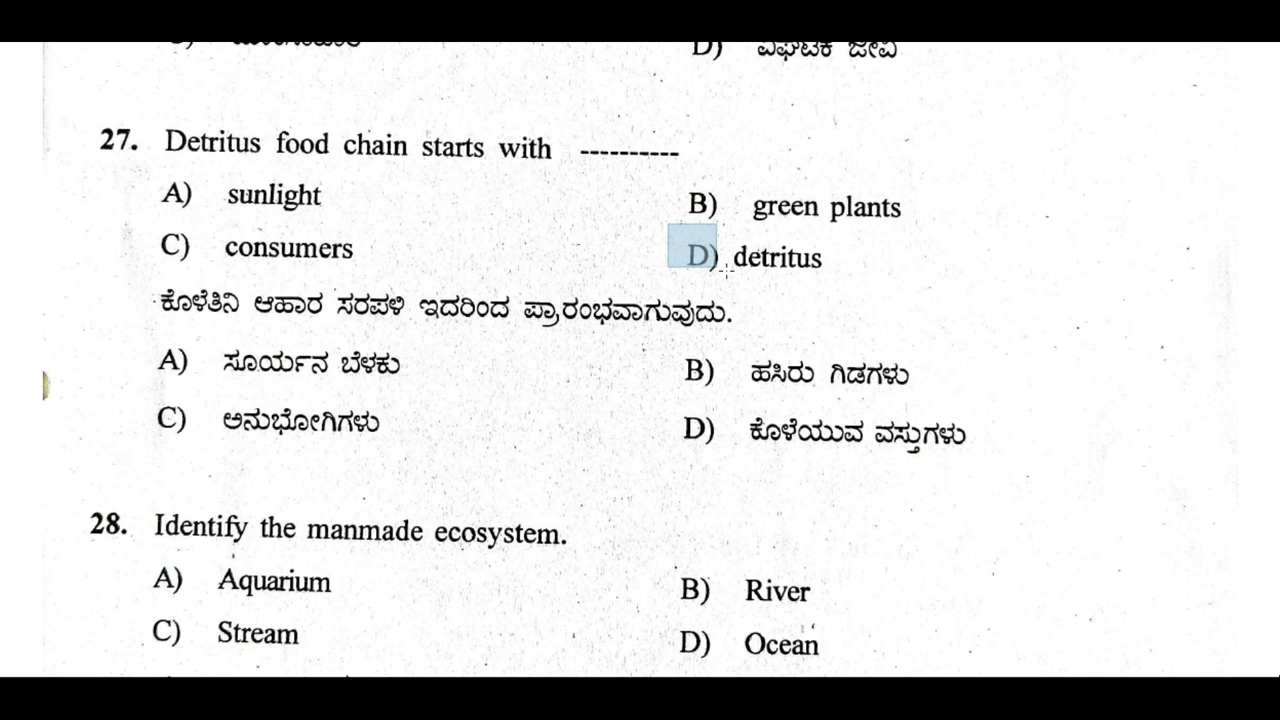 D) ವಿಘಟಕ ಜೀವಿ
27. Detritus food chain starts with ----------
A) sunlight B) green plants
C) consumers D) detritus
ಕೊಳೆತಿನಿ ಆಹಾರ ಸರಪಳಿ ಇದರಿಂದ ಪ್ರಾರಂಭವಾಗುವುದು.
A) ಸೂರ್ಯನ ಬೆಳಕು B) ಹಸಿರು ಗಿಡಗಳು
C) ಅನುಭೋಗಿಗಳು D) ಕೊಳೆಯುವ ವಸ್ತುಗಳು
28. Identify the manmade ecosystem.
A) Aquarium B) River
C) Stream D) Ocean